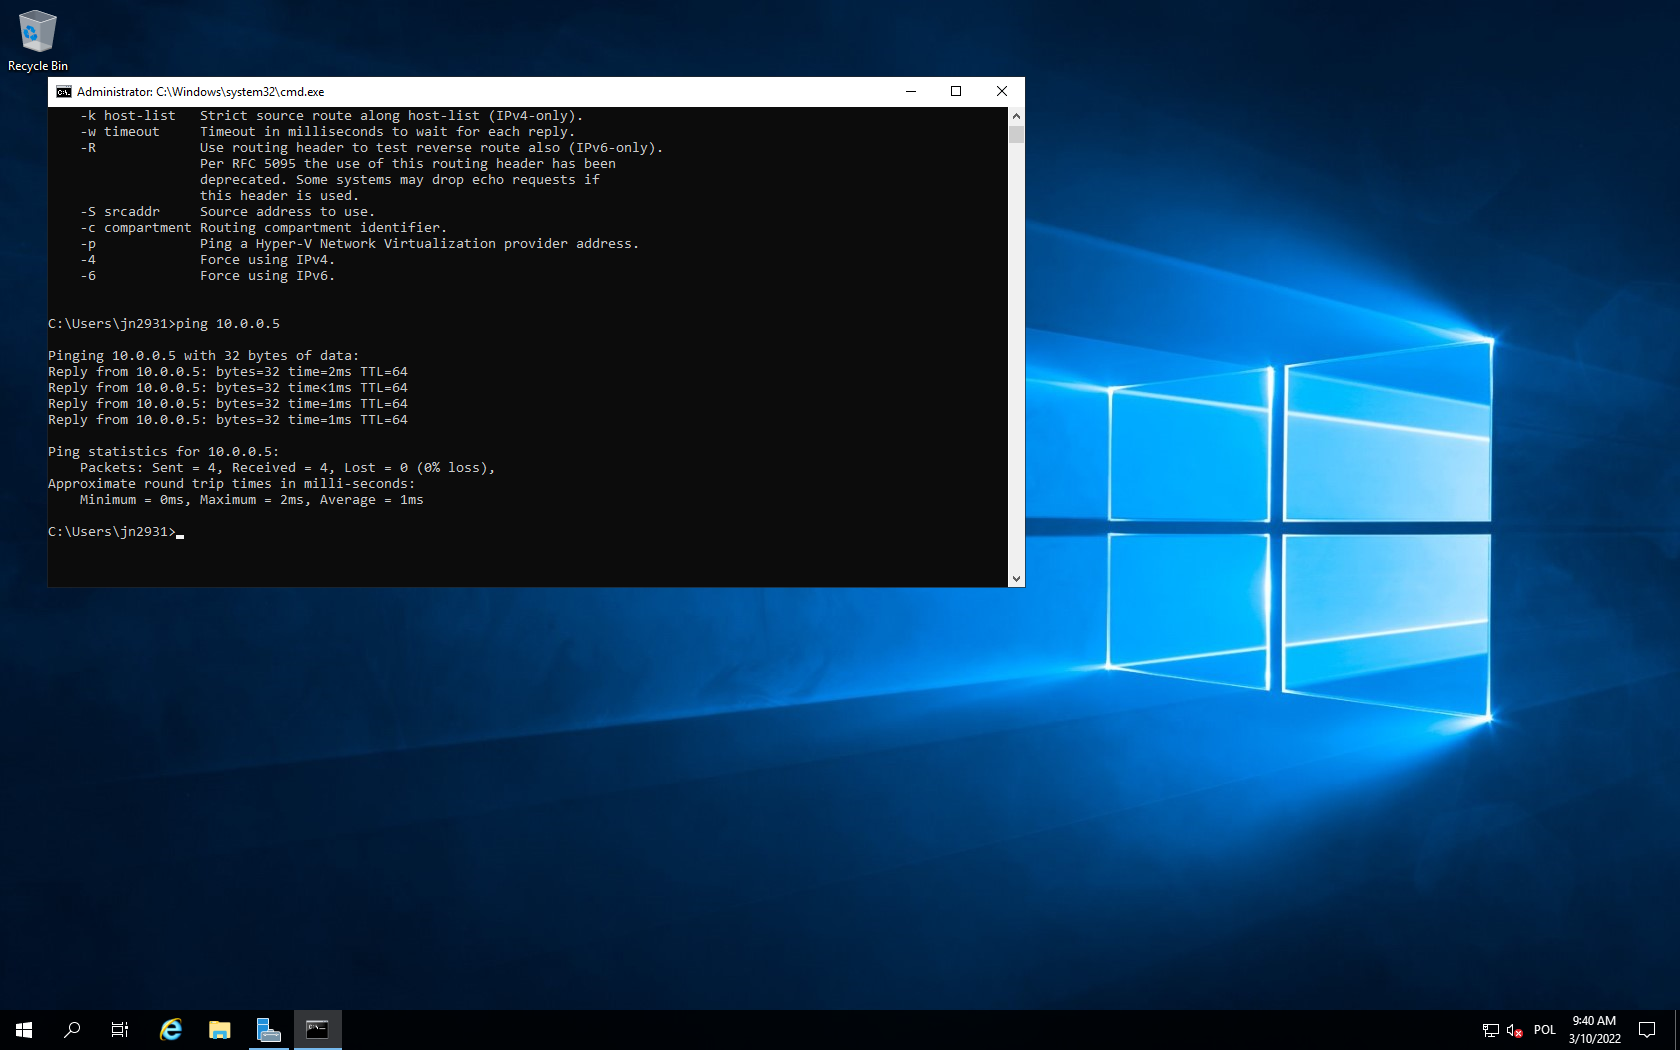 Recycle Bin
Administrator: C:\Windows\system32\cmd.exe
    -k host-list   Strict source route along host-list (IPv4-only).
    -w timeout     Timeout in milliseconds to wait for each reply.
    -R             Use routing header to test reverse route also (IPv6-only).
                   Per RFC 5095 the use of this routing header has been
                   deprecated. Some systems may drop echo requests if
                   this header is used.
    -S srcaddr     Source address to use.
    -c compartment Routing compartment identifier.
    -p             Ping a Hyper-V Network Virtualization provider address.
    -4             Force using IPv4.
    -6             Force using IPv6.
C:\Users\jn2931>ping 10.0.0.5
Pinging 10.0.0.5 with 32 bytes of data:
Reply from 10.0.0.5: bytes=32 time=2ms TTL=64
Reply from 10.0.0.5: bytes=32 time<1ms TTL=64
Reply from 10.0.0.5: bytes=32 time=1ms TTL=64
Reply from 10.0.0.5: bytes=32 time=1ms TTL=64
Ping statistics for 10.0.0.5:
    Packets: Sent = 4, Received = 4, Lost = 0 (0% loss),
Approximate round trip times in milli-seconds:
    Minimum = 0ms, Maximum = 2ms, Average = 1ms
C:\Users\jn2931>
POL
9:40 AM
3/10/2022